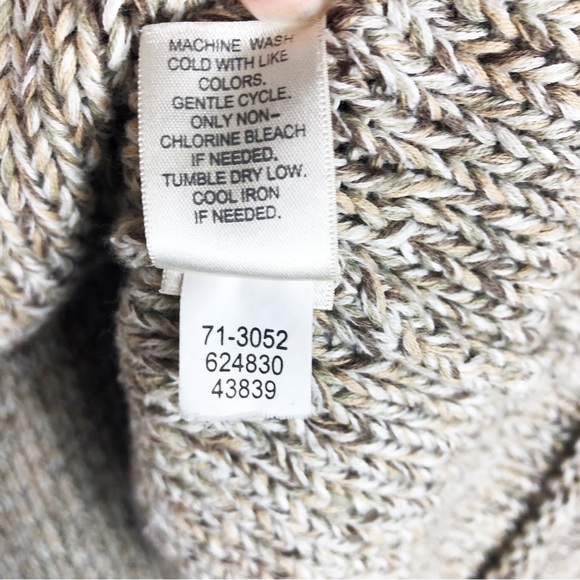 MACHINE WASH
COLD WITH LIKE
COLORS.
GENTLE CYCLE.
ONLY NON-
CHLORINE BLEACH
IF NEEDED.
TUMBLE DRY LOW.
COOL IRON
IF NEEDED.
71-3052
624830
43839